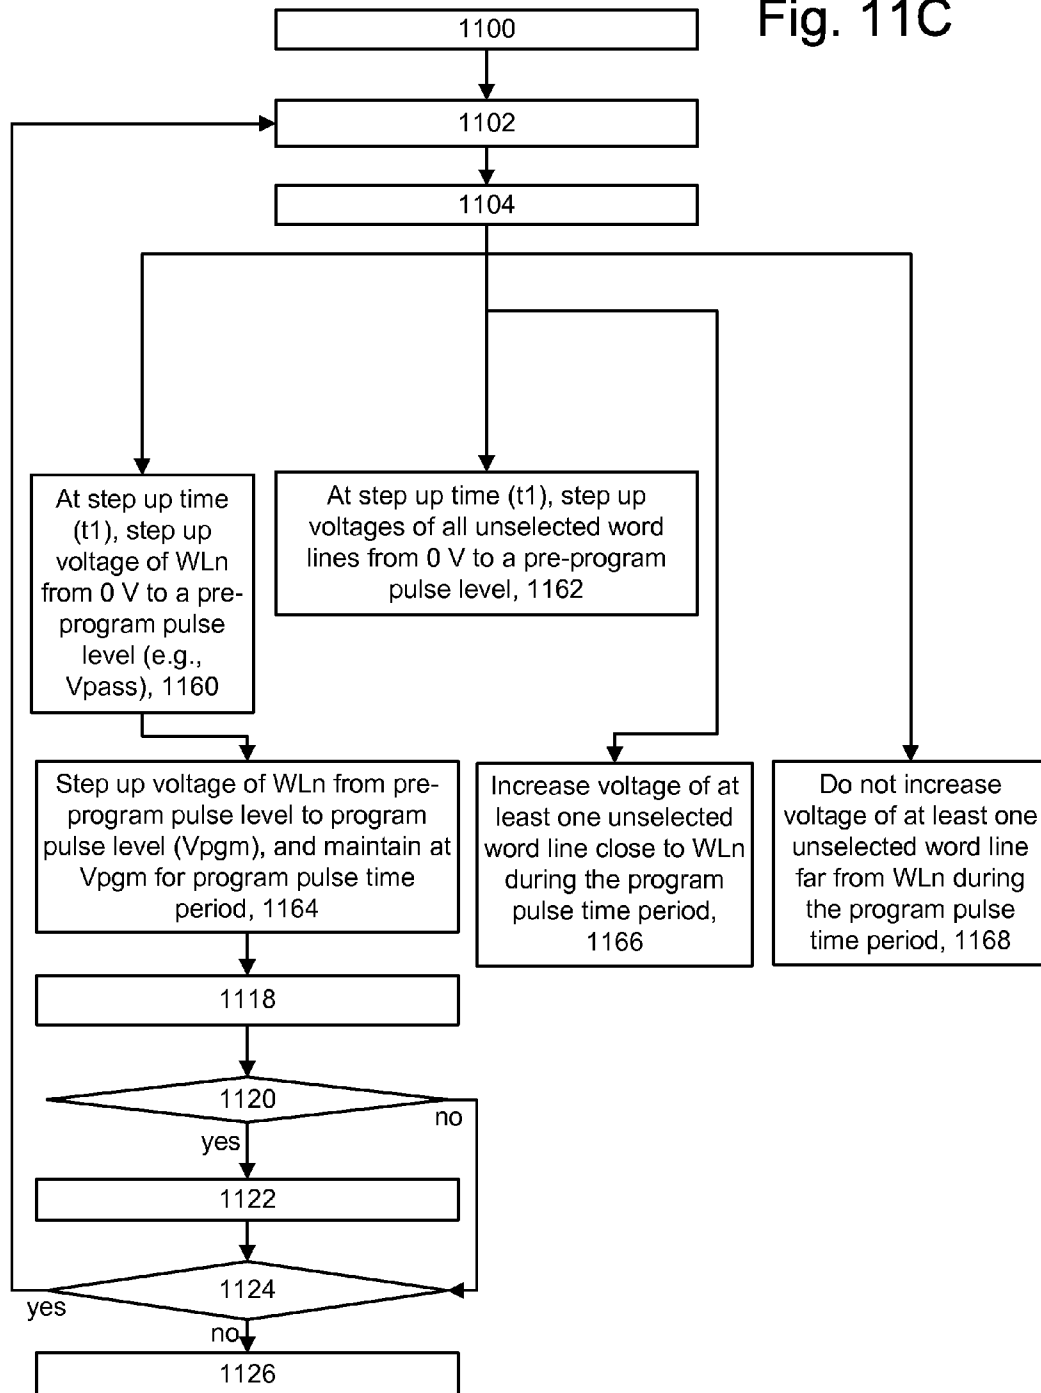 Fig. 11C
1100
1102
1104
At step up time
(t1), step up
voltage of WLn
from 0 V to a pre-
program pulse
level (e.g.,
Vpass), 1160
At step up time (t1), step up
voltages of all unselected word
lines from 0 V to a pre-program
pulse level, 1162
Step up voltage of WLn from pre-
program pulse level to program
pulse level (Vpgm), and maintain at
Vpgm for program pulse time
period, 1164
Increase voltage of at
least one unselected
word line close to WLn
during the program
pulse time period,
1166
Do not increase
voltage of at least one
unselected word line
far from WLn during
the program pulse
time period, 1168
1118
1120
no
yes
1122
1124
yes
no
1126